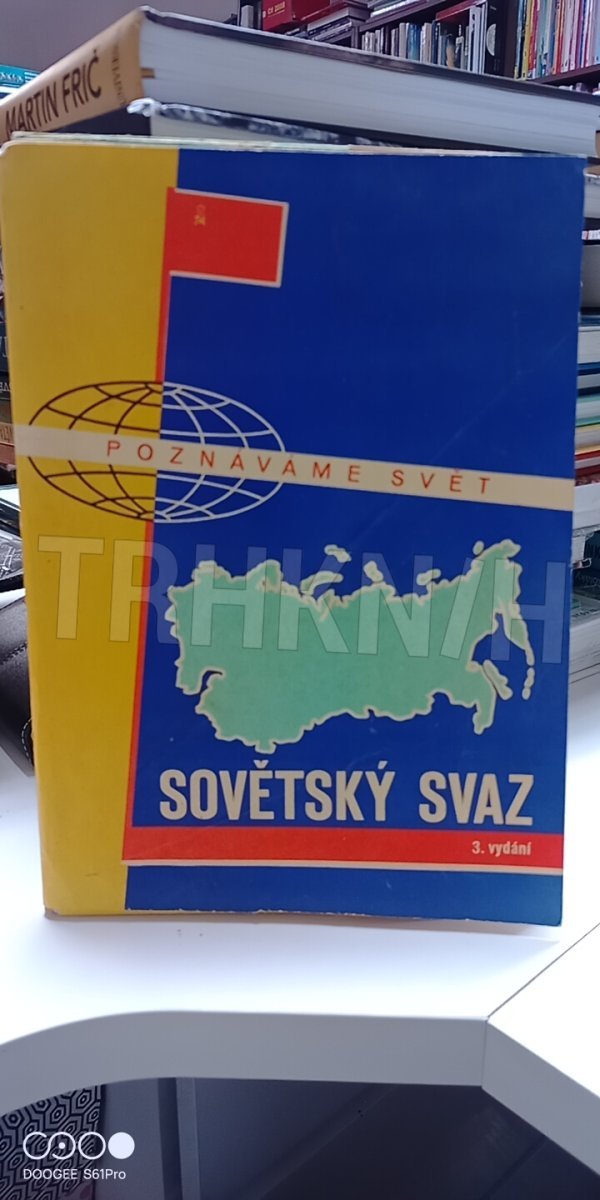 MARTIN FRIČ
POZNÁVÁME SVĚT
TRHKNIH
SOVĚTSKÝ SVAZ
3. vydání
DOOGEE S61Pro